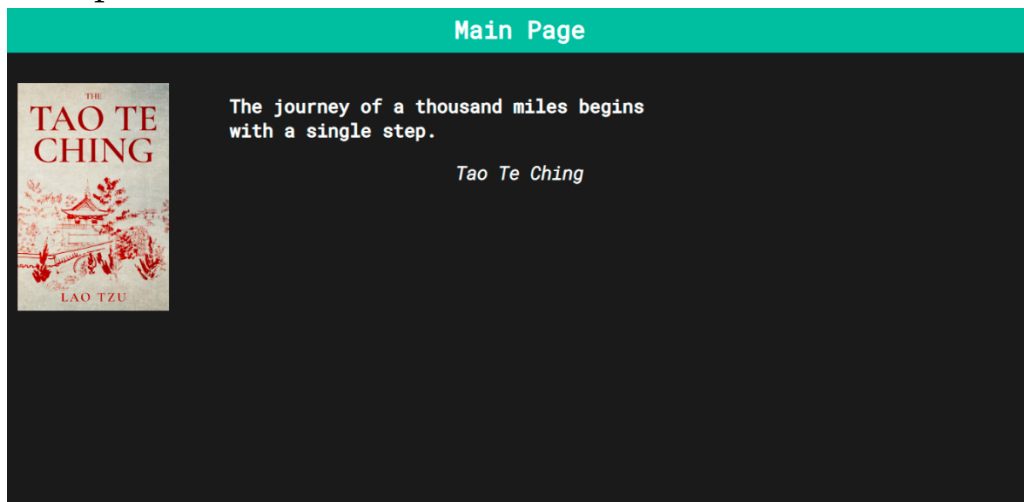 Main Page
THE
TAO TE
CHING
LAO TZU
The journey of a thousand miles begins
with a single step.
Tao Te Ching